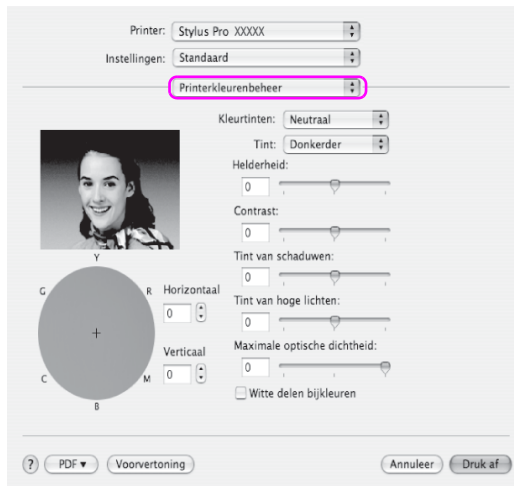 Printer: Stylus Pro XXXXX
Instellingen: Standaard
Printerkleurenbeheer
Kleurtinten: Neutraal
Tint: Donkerder
Helderheid:
0
Contrast:
0
Tint van schaduwen:
0
Tint van hoge lichten:
0
Maximale optische dichtheid:
0
Witte delen bijkleuren
Y
G
R
C
M
B
Horizontaal
0
Verticaal
0
? PDF▼ Voorvertoning Annuleer Druk af